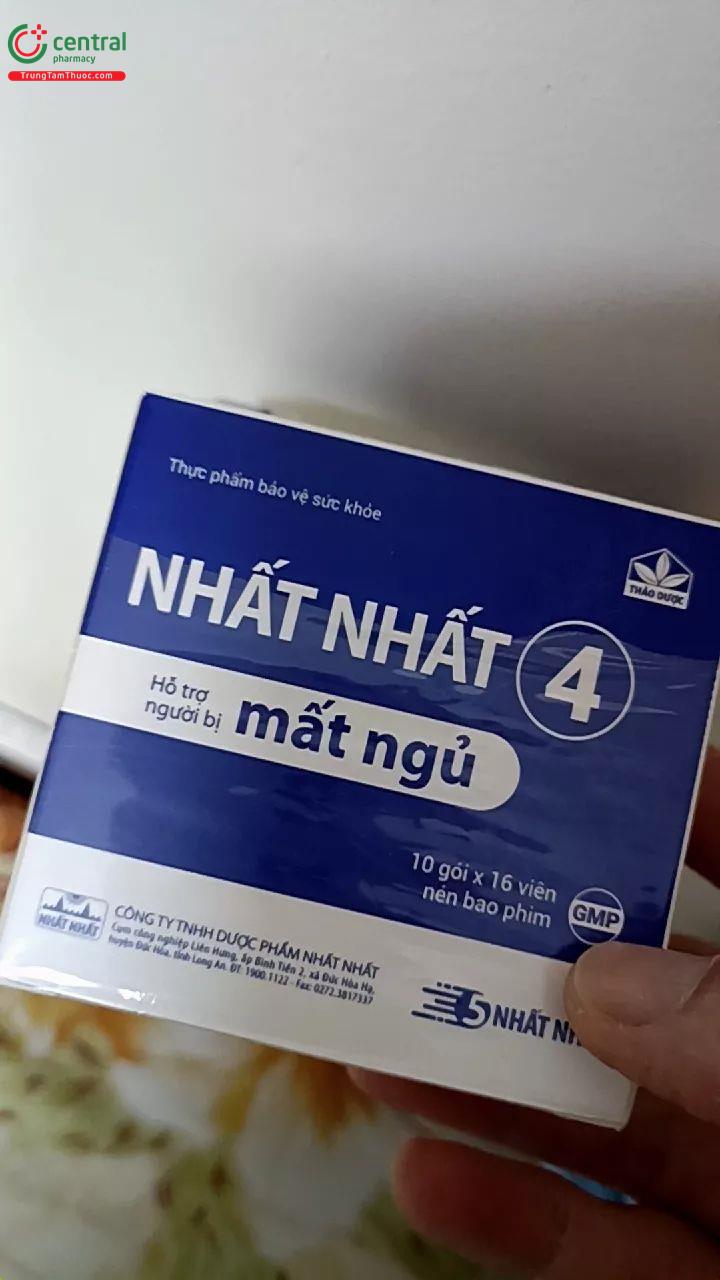 central
pharmacy
TrungTamThuoc.com
Thực phẩm bảo vệ sức khỏe
THẢO DƯỢC
NHẤT NHẤT 4
Hỗ trợ
người bị
mất ngủ
10 gói x 16 viên
nén bao phim
GMP
NHẤT NHẤT
CÔNG TY TNHH DƯỢC PHẨM NHẤT NHẤT
Cụm công nghiệp Liên Hưng, ấp Bình Tiền 2, xã Đức Hòa Hạ,
huyện Đức Hòa, tỉnh Long An. ĐT: 1900.1122 - Fax: 0272.3817337
NHẤT